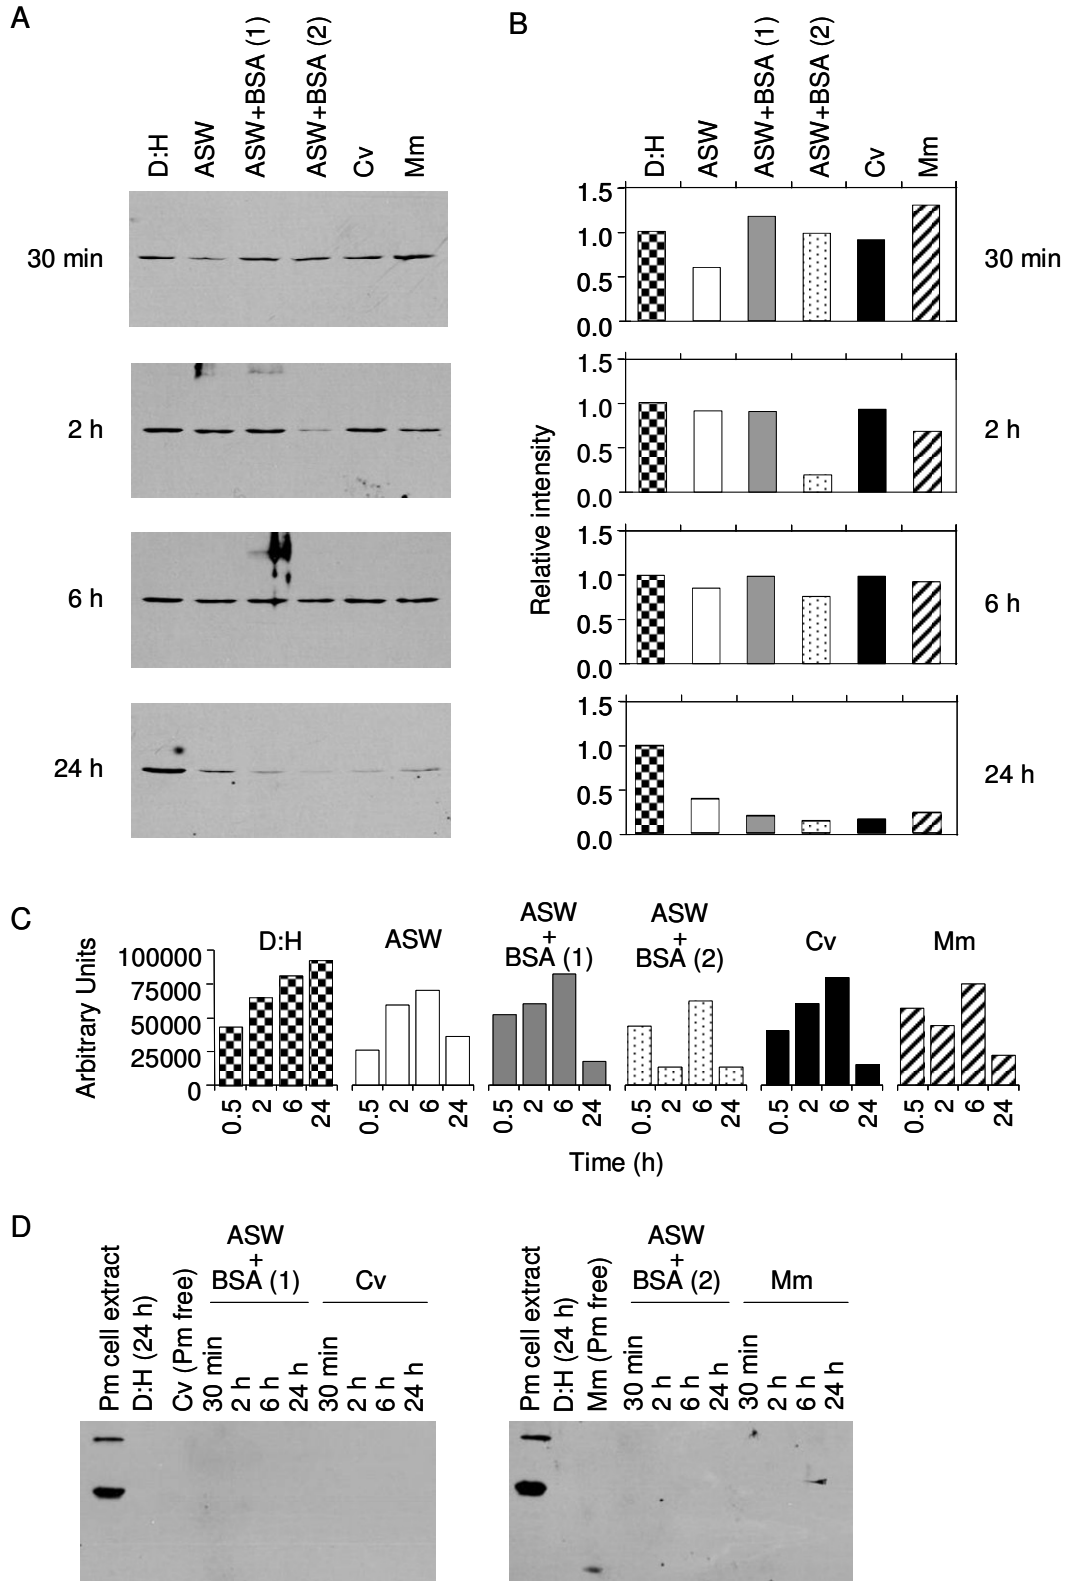 A
D:H
ASW
ASW+BSA (1)
ASW+BSA (2)
Cv
Mm
30 min
2 h
6 h
24 h
B
D:H
ASW
ASW+BSA (1)
ASW+BSA (2)
Cv
Mm
Relative intensity
1.5
1.0
0.5
0.0
30 min
1.5
1.0
0.5
0.0
2 h
1.5
1.0
0.5
0.0
6 h
1.5
1.0
0.5
0.0
24 h
C
Arbitrary Units
100000
75000
50000
25000
0
D:H
0.5 2 6 24
ASW
0.5 2 6 24
ASW
+
BSA (1)
0.5 2 6 24
ASW
+
BSA (2)
0.5 2 6 24
Cv
0.5 2 6 24
Mm
0.5 2 6 24
Time (h)
D
Pm cell extract
D:H (24 h)
Cv (Pm free)
ASW
+
BSA (1)
30 min
2 h
6 h
24 h
Cv
30 min
2 h
6 h
24 h
Pm cell extract
D:H (24 h)
Mm (Pm free)
ASW
+
BSA (2)
30 min
2 h
6 h
24 h
Mm
30 min
2 h
6 h
24 h